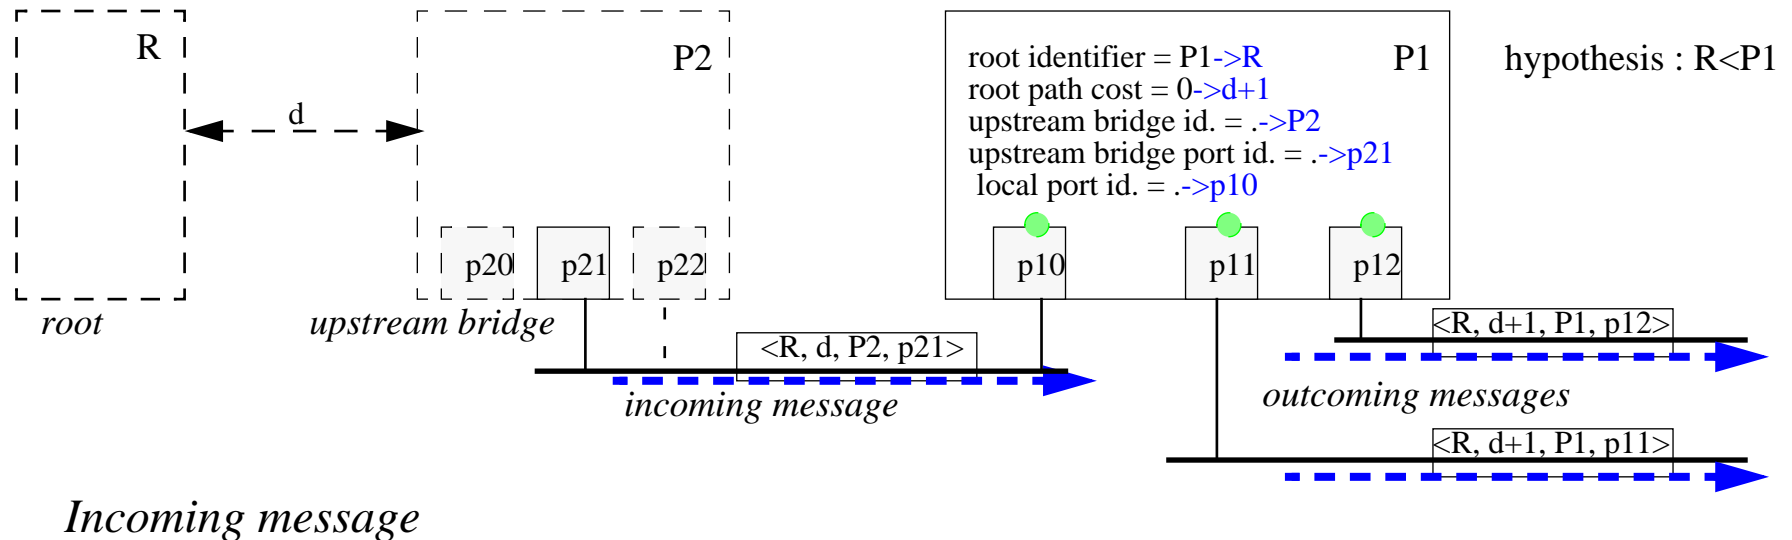 R
P2
root identifier = P1->R
P1
hypothesis : R<P1
root path cost = 0->d+1
d
upstream bridge id. = .->P2
upstream bridge port id. = .->p21
local port id. = .->p10
p20
p21
p22
p10
p11
p12
root
upstream bridge
<R, d+1, P1, p12>
<R, d, P2, p21>
incoming message
outcoming messages
<R, d+1, P1, p11>
Incoming message